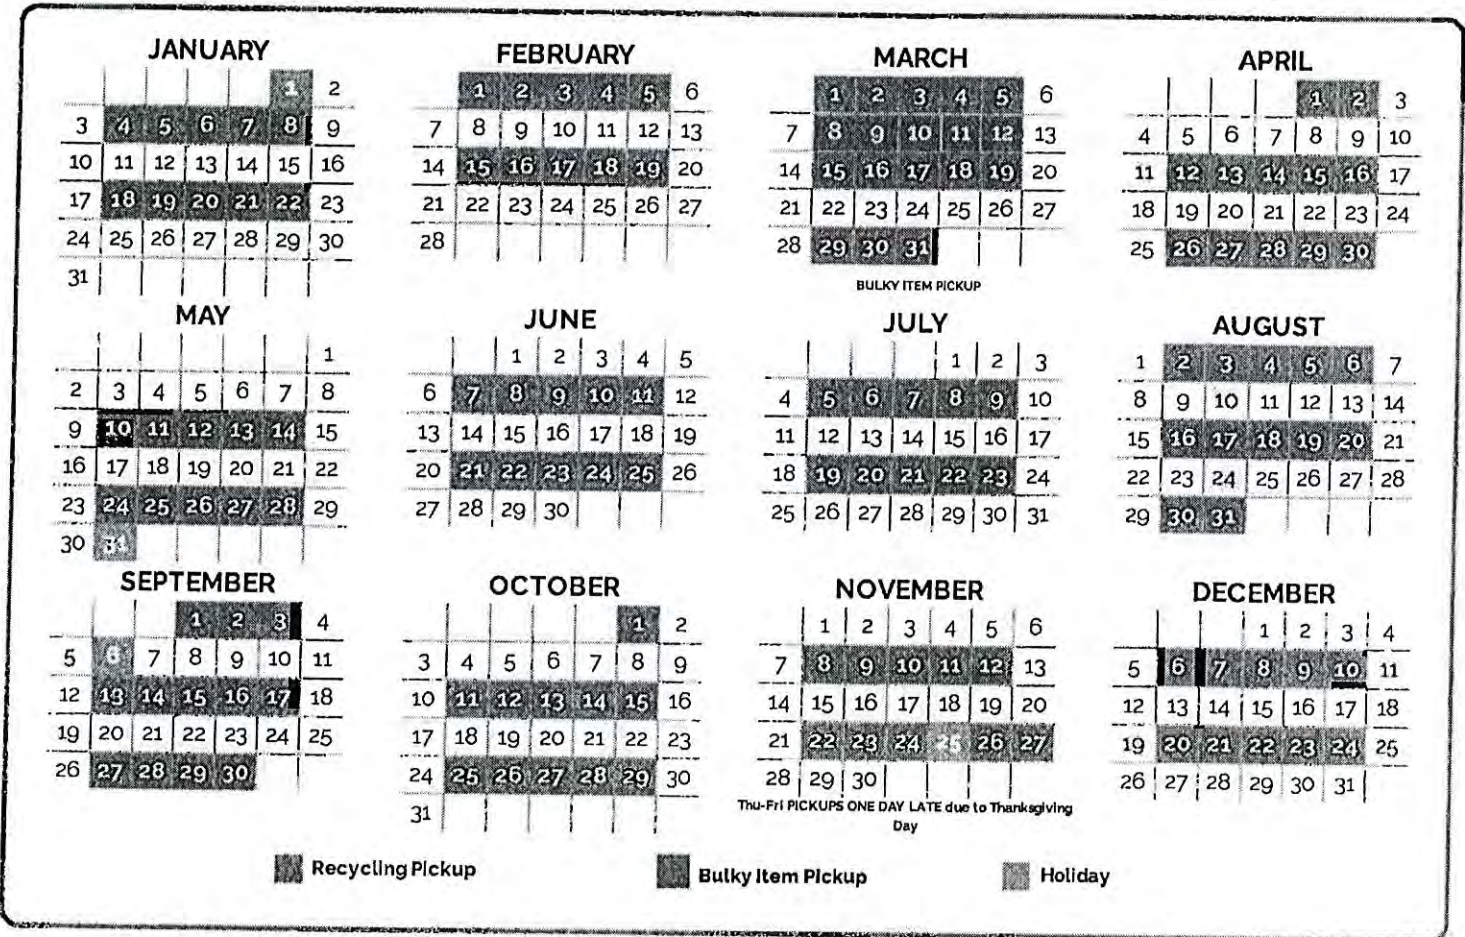 JANUARY
1 2
3 4 5 6 7 8 9
10 11 12 13 14 15 16
17 18 19 20 21 22 23
24 25 26 27 28 29 30
31
FEBRUARY
1 2 3 4 5 6
7 8 9 10 11 12 13
14 15 16 17 18 19 20
21 22 23 24 25 26 27
28
MARCH
1 2 3 4 5 6
7 8 9 10 11 12 13
14 15 16 17 18 19 20
21 22 23 24 25 26 27
28 29 30 31
BULKY ITEM PICKUP
APRIL
1 2 3
4 5 6 7 8 9 10
11 12 13 14 15 16 17
18 19 20 21 22 23 24
25 26 27 28 29 30
MAY
1
2 3 4 5 6 7 8
9 10 11 12 13 14 15
16 17 18 19 20 21 22
23 24 25 26 27 28 29
30 31
JUNE
1 2 3 4 5
6 7 8 9 10 11 12
13 14 15 16 17 18 19
20 21 22 23 24 25 26
27 28 29 30
JULY
1 2 3
4 5 6 7 8 9 10
11 12 13 14 15 16 17
18 19 20 21 22 23 24
25 26 27 28 29 30 31
AUGUST
1 2 3 4 5 6 7
8 9 10 11 12 13 14
15 16 17 18 19 20 21
22 23 24 25 26 27 28
29 30 31
SEPTEMBER
1 2 3 4
5 6 7 8 9 10 11
12 13 14 15 16 17 18
19 20 21 22 23 24 25
26 27 28 29 30
OCTOBER
1 2
3 4 5 6 7 8 9
10 11 12 13 14 15 16
17 18 19 20 21 22 23
24 25 26 27 28 29 30
31
NOVEMBER
1 2 3 4 5 6
7 8 9 10 11 12 13
14 15 16 17 18 19 20
21 22 23 24 25 26 27
28 29 30
Thu-Fri PICKUPS ONE DAY LATE due to Thanksgiving
Day
DECEMBER
1 2 3 4
5 6 7 8 9 10 11
12 13 14 15 16 17 18
19 20 21 22 23 24 25
26 27 28 29 30 31
Recycling Pickup
Bulky Item Pickup
Holiday